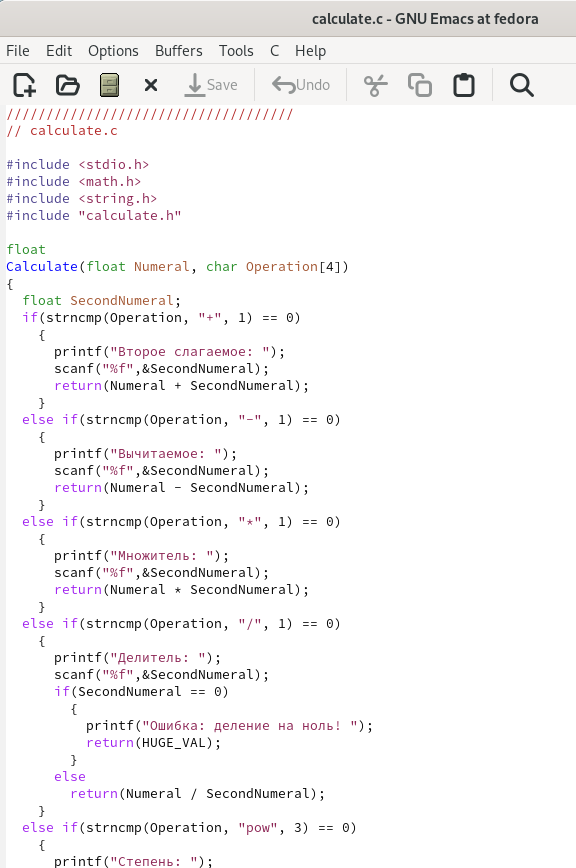 calculate.c - GNU Emacs at fedora
File Edit Options Buffers Tools C Help
Save Undo
////////////////////////////////////
// calculate.c
#include <stdio.h>
#include <math.h>
#include <string.h>
#include "calculate.h"
float
Calculate(float Numeral, char Operation[4])
{
  float SecondNumeral;
  if(strncmp(Operation, "+", 1) == 0)
    {
      printf("Второе слагаемое: ");
      scanf("%f",&SecondNumeral);
      return(Numeral + SecondNumeral);
    }
  else if(strncmp(Operation, "-", 1) == 0)
    {
      printf("Вычитаемое: ");
      scanf("%f",&SecondNumeral);
      return(Numeral - SecondNumeral);
    }
  else if(strncmp(Operation, "*", 1) == 0)
    {
      printf("Множитель: ");
      scanf("%f",&SecondNumeral);
      return(Numeral * SecondNumeral);
    }
  else if(strncmp(Operation, "/", 1) == 0)
    {
      printf("Делитель: ");
      scanf("%f",&SecondNumeral);
      if(SecondNumeral == 0)
        {
          printf("Ошибка: деление на ноль! ");
          return(HUGE_VAL);
        }
      else
        return(Numeral / SecondNumeral);
    }
  else if(strncmp(Operation, "pow", 3) == 0)
    {
      printf("Степень: ");